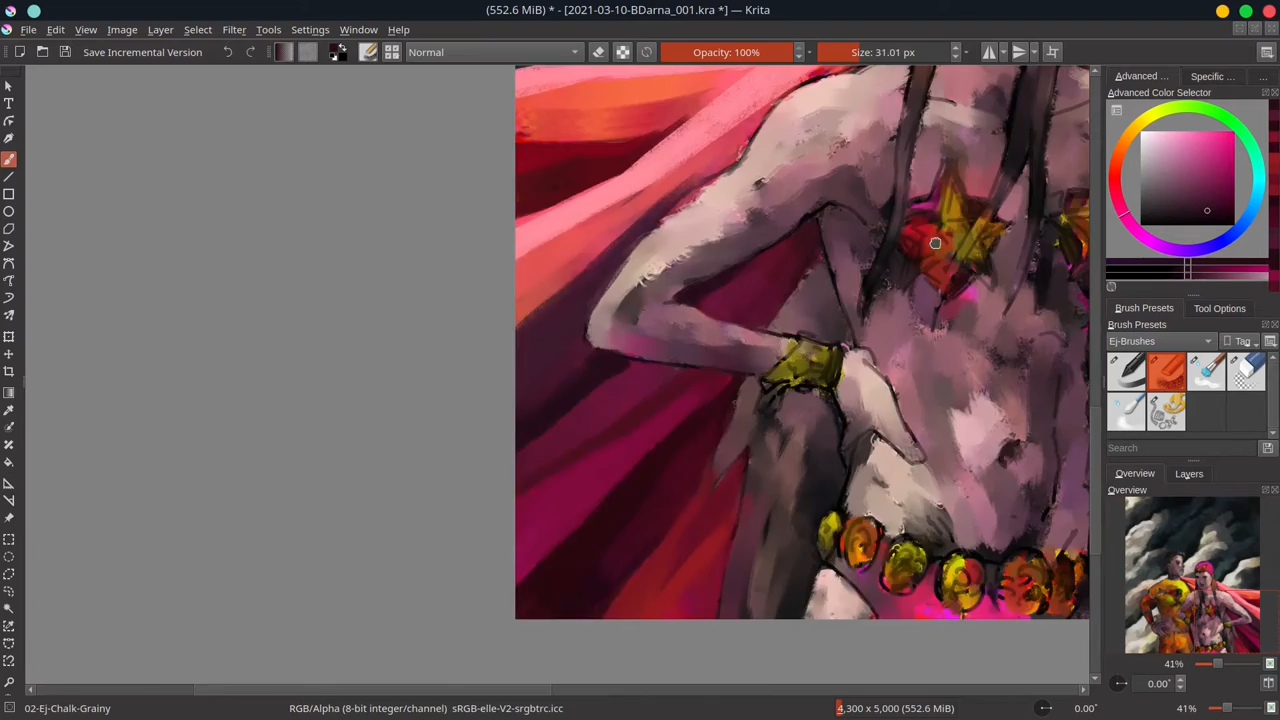 (552.6 MiB) * - [2021-03-10-BDarna_001.kra *] — Krita
File Edit View Image Layer Select Filter Tools Settings Window Help
Save Incremental Version Normal Opacity: 100% Size: 31.01 px
Advanced ... Specific ... ...
Advanced Color Selector
Brush Presets Tool Options
Brush Presets
Ej-Brushes Tag
Search
Overview Layers
Overview
41%
0.00°
02-Ej-Chalk-Grainy RGB/Alpha (8-bit integer/channel) sRGB-elle-V2-srgbtrc.icc 4,300 x 5,000 (552.6 MiB) 0.00° 41%